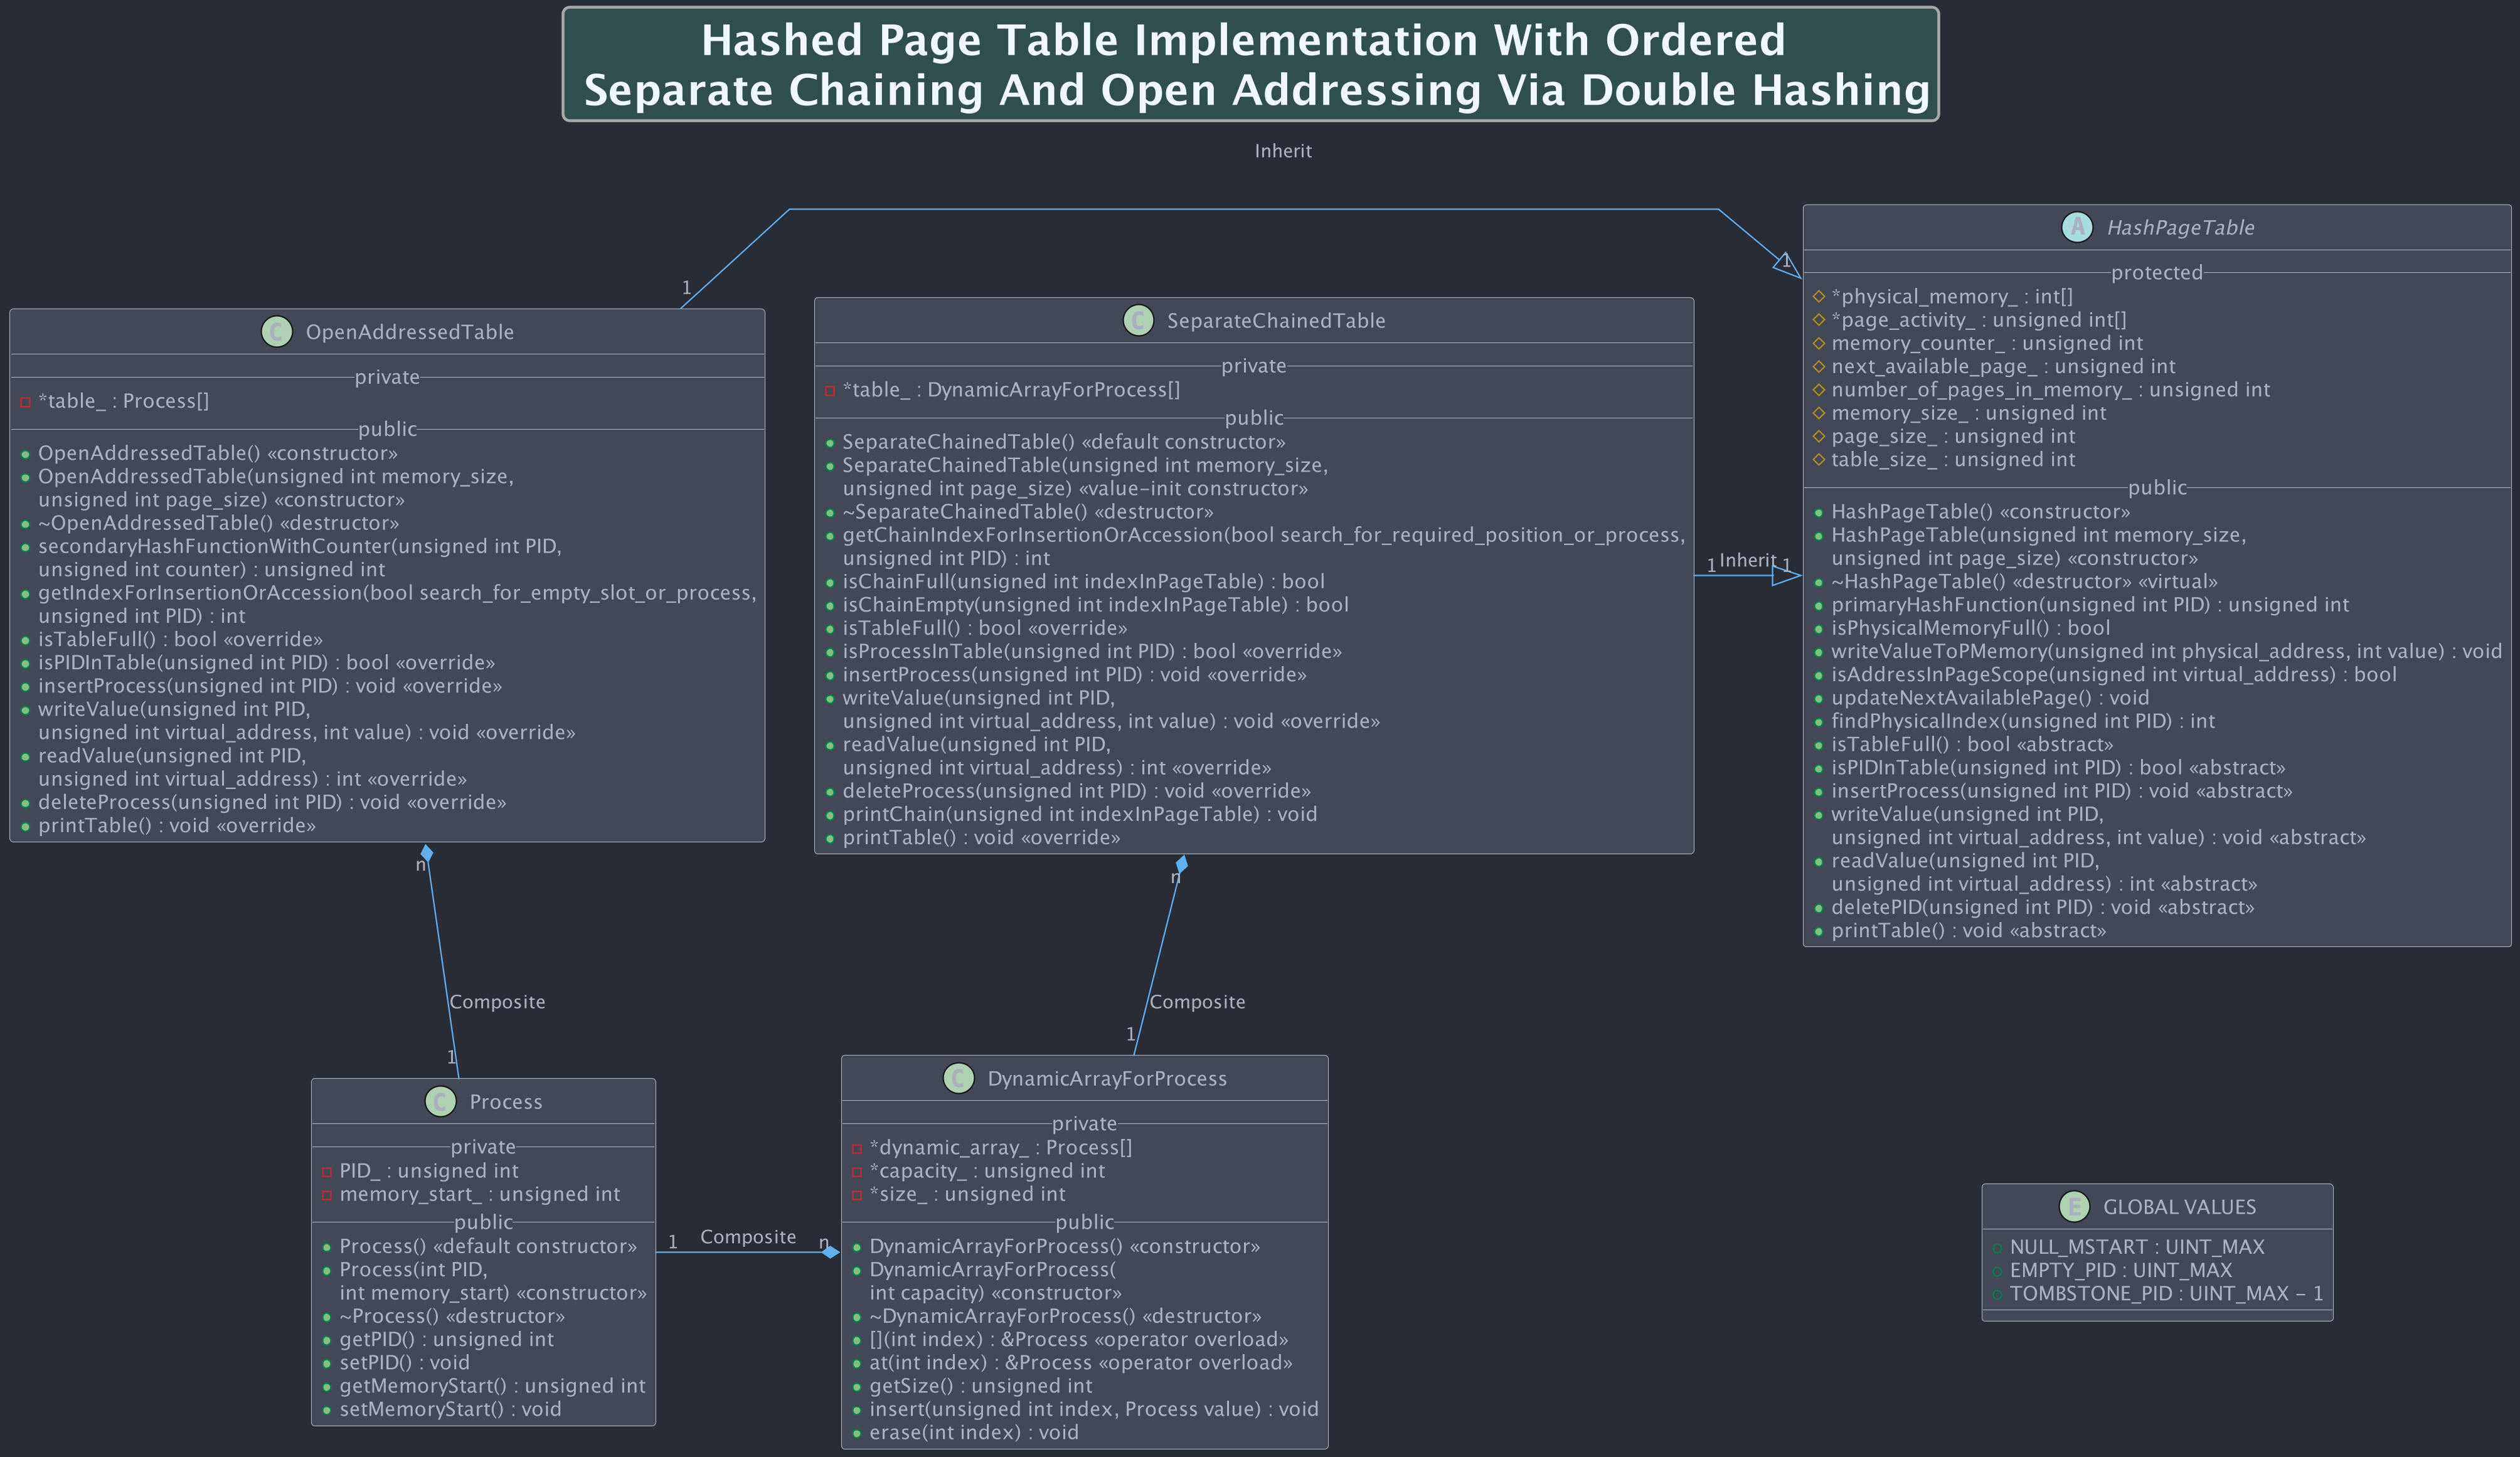 Hashed Page Table Implementation With Ordered
Separate Chaining And Open Addressing Via Double Hashing
Inherit
1
1
C OpenAddressedTable
private
*table_ : Process[]
public
OpenAddressedTable() «constructor»
OpenAddressedTable(unsigned int memory_size,
unsigned int page_size) «constructor»
~OpenAddressedTable() «destructor»
secondaryHashFunctionWithCounter(unsigned int PID,
unsigned int counter) : unsigned int
getIndexForInsertionOrAccession(bool search_for_empty_slot_or_process,
unsigned int PID) : int
isTableFull() : bool «override»
isPIDInTable(unsigned int PID) : bool «override»
insertProcess(unsigned int PID) : void «override»
writeValue(unsigned int PID,
unsigned int virtual_address, int value) : void «override»
readValue(unsigned int PID,
unsigned int virtual_address) : int «override»
deleteProcess(unsigned int PID) : void «override»
printTable() : void «override»
C SeparateChainedTable
private
*table_ : DynamicArrayForProcess[]
public
SeparateChainedTable() «default constructor»
SeparateChainedTable(unsigned int memory_size,
unsigned int page_size) «value-init constructor»
~SeparateChainedTable() «destructor»
getChainIndexForInsertionOrAccession(bool search_for_required_position_or_process,
unsigned int PID) : int
isChainFull(unsigned int indexInPageTable) : bool
isChainEmpty(unsigned int indexInPageTable) : bool
isTableFull() : bool «override»
isProcessInTable(unsigned int PID) : bool «override»
insertProcess(unsigned int PID) : void «override»
writeValue(unsigned int PID,
unsigned int virtual_address, int value) : void «override»
readValue(unsigned int PID,
unsigned int virtual_address) : int «override»
deleteProcess(unsigned int PID) : void «override»
printChain(unsigned int indexInPageTable) : void
printTable() : void «override»
1 Inherit 1
A HashPageTable
protected
*physical_memory_ : int[]
*page_activity_ : unsigned int[]
memory_counter_ : unsigned int
next_available_page_ : unsigned int
number_of_pages_in_memory_ : unsigned int
memory_size_ : unsigned int
page_size_ : unsigned int
table_size_ : unsigned int
public
HashPageTable() «constructor»
HashPageTable(unsigned int memory_size,
unsigned int page_size) «constructor»
~HashPageTable() «destructor» «virtual»
primaryHashFunction(unsigned int PID) : unsigned int
isPhysicalMemoryFull() : bool
writeValueToPMemory(unsigned int physical_address, int value) : void
isAddressInPageScope(unsigned int virtual_address) : bool
updateNextAvailablePage() : void
findPhysicalIndex(unsigned int PID) : int
isTableFull() : bool «abstract»
isPIDInTable(unsigned int PID) : bool «abstract»
insertProcess(unsigned int PID) : void «abstract»
writeValue(unsigned int PID,
unsigned int virtual_address, int value) : void «abstract»
readValue(unsigned int PID,
unsigned int virtual_address) : int «abstract»
deletePID(unsigned int PID) : void «abstract»
printTable() : void «abstract»
n
Composite
1
n
Composite
1
C Process
private
PID_ : unsigned int
memory_start_ : unsigned int
public
Process() «default constructor»
Process(int PID,
int memory_start) «constructor»
~Process() «destructor»
getPID() : unsigned int
setPID() : void
getMemoryStart() : unsigned int
setMemoryStart() : void
1 Composite n
C DynamicArrayForProcess
private
*dynamic_array_ : Process[]
*capacity_ : unsigned int
*size_ : unsigned int
public
DynamicArrayForProcess() «constructor»
DynamicArrayForProcess(
int capacity) «constructor»
~DynamicArrayForProcess() «destructor»
[](int index) : &Process «operator overload»
at(int index) : &Process «operator overload»
getSize() : unsigned int
insert(unsigned int index, Process value) : void
erase(int index) : void
E GLOBAL VALUES
NULL_MSTART : UINT_MAX
EMPTY_PID : UINT_MAX
TOMBSTONE_PID : UINT_MAX - 1